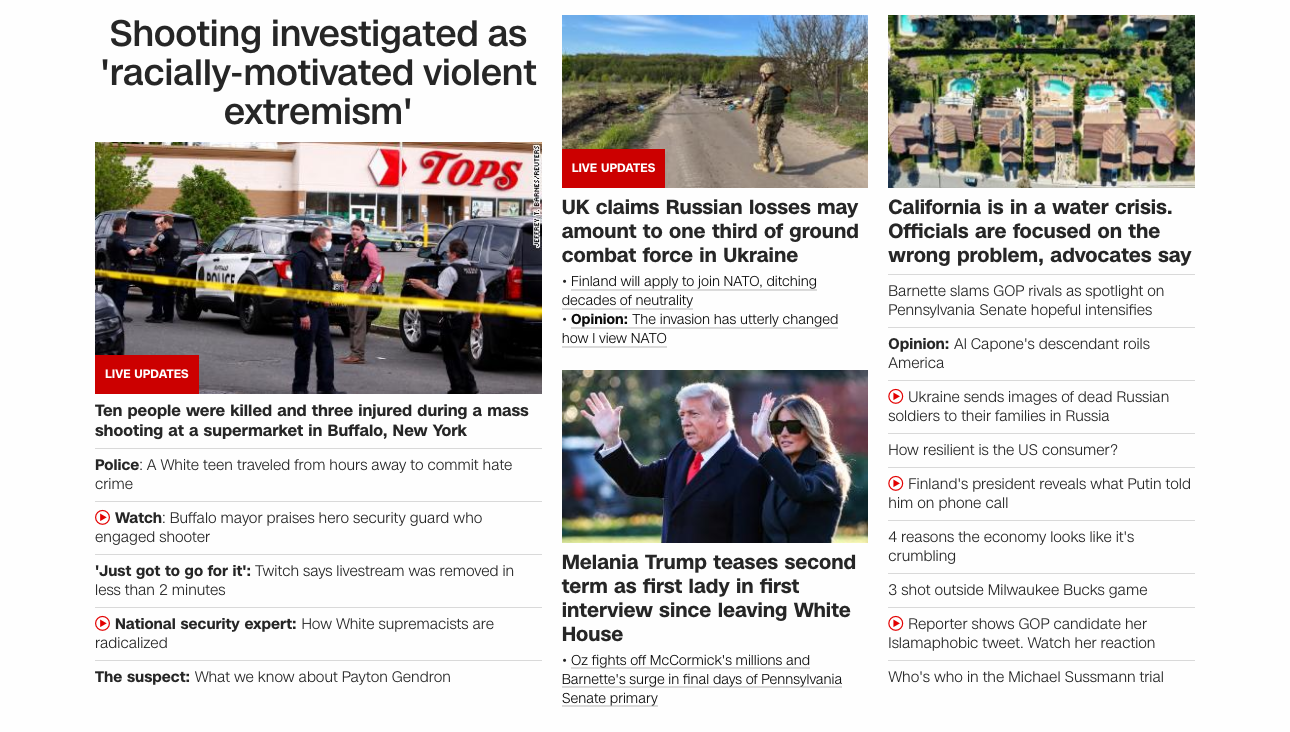 Shooting investigated as
'racially-motivated violent
extremism'
TOPS
JEFFREY T. BARNES/REUTERS
BUFFALO
POLICE
LIVE UPDATES
Ten people were killed and three injured during a mass
shooting at a supermarket in Buffalo, New York
Police: A White teen traveled from hours away to commit hate
crime
Watch: Buffalo mayor praises hero security guard who
engaged shooter
'Just got to go for it': Twitch says livestream was removed in
less than 2 minutes
National security expert: How White supremacists are
radicalized
The suspect: What we know about Payton Gendron
LIVE UPDATES
UK claims Russian losses may
amount to one third of ground
combat force in Ukraine
• Finland will apply to join NATO, ditching
decades of neutrality
• Opinion: The invasion has utterly changed
how I view NATO
Melania Trump teases second
term as first lady in first
interview since leaving White
House
• Oz fights off McCormick's millions and
Barnette's surge in final days of Pennsylvania
Senate primary
California is in a water crisis.
Officials are focused on the
wrong problem, advocates say
Barnette slams GOP rivals as spotlight on
Pennsylvania Senate hopeful intensifies
Opinion: Al Capone's descendant roils
America
Ukraine sends images of dead Russian
soldiers to their families in Russia
How resilient is the US consumer?
Finland's president reveals what Putin told
him on phone call
4 reasons the economy looks like it's
crumbling
3 shot outside Milwaukee Bucks game
Reporter shows GOP candidate her
Islamaphobic tweet. Watch her reaction
Who's who in the Michael Sussmann trial